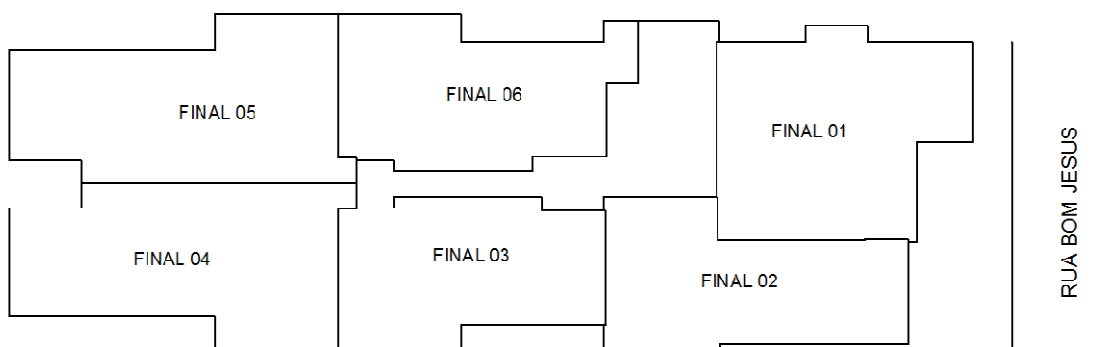 FINAL 05
FINAL 06
FINAL 01
FINAL 04
FINAL 03
FINAL 02
RUA BOM JESUS